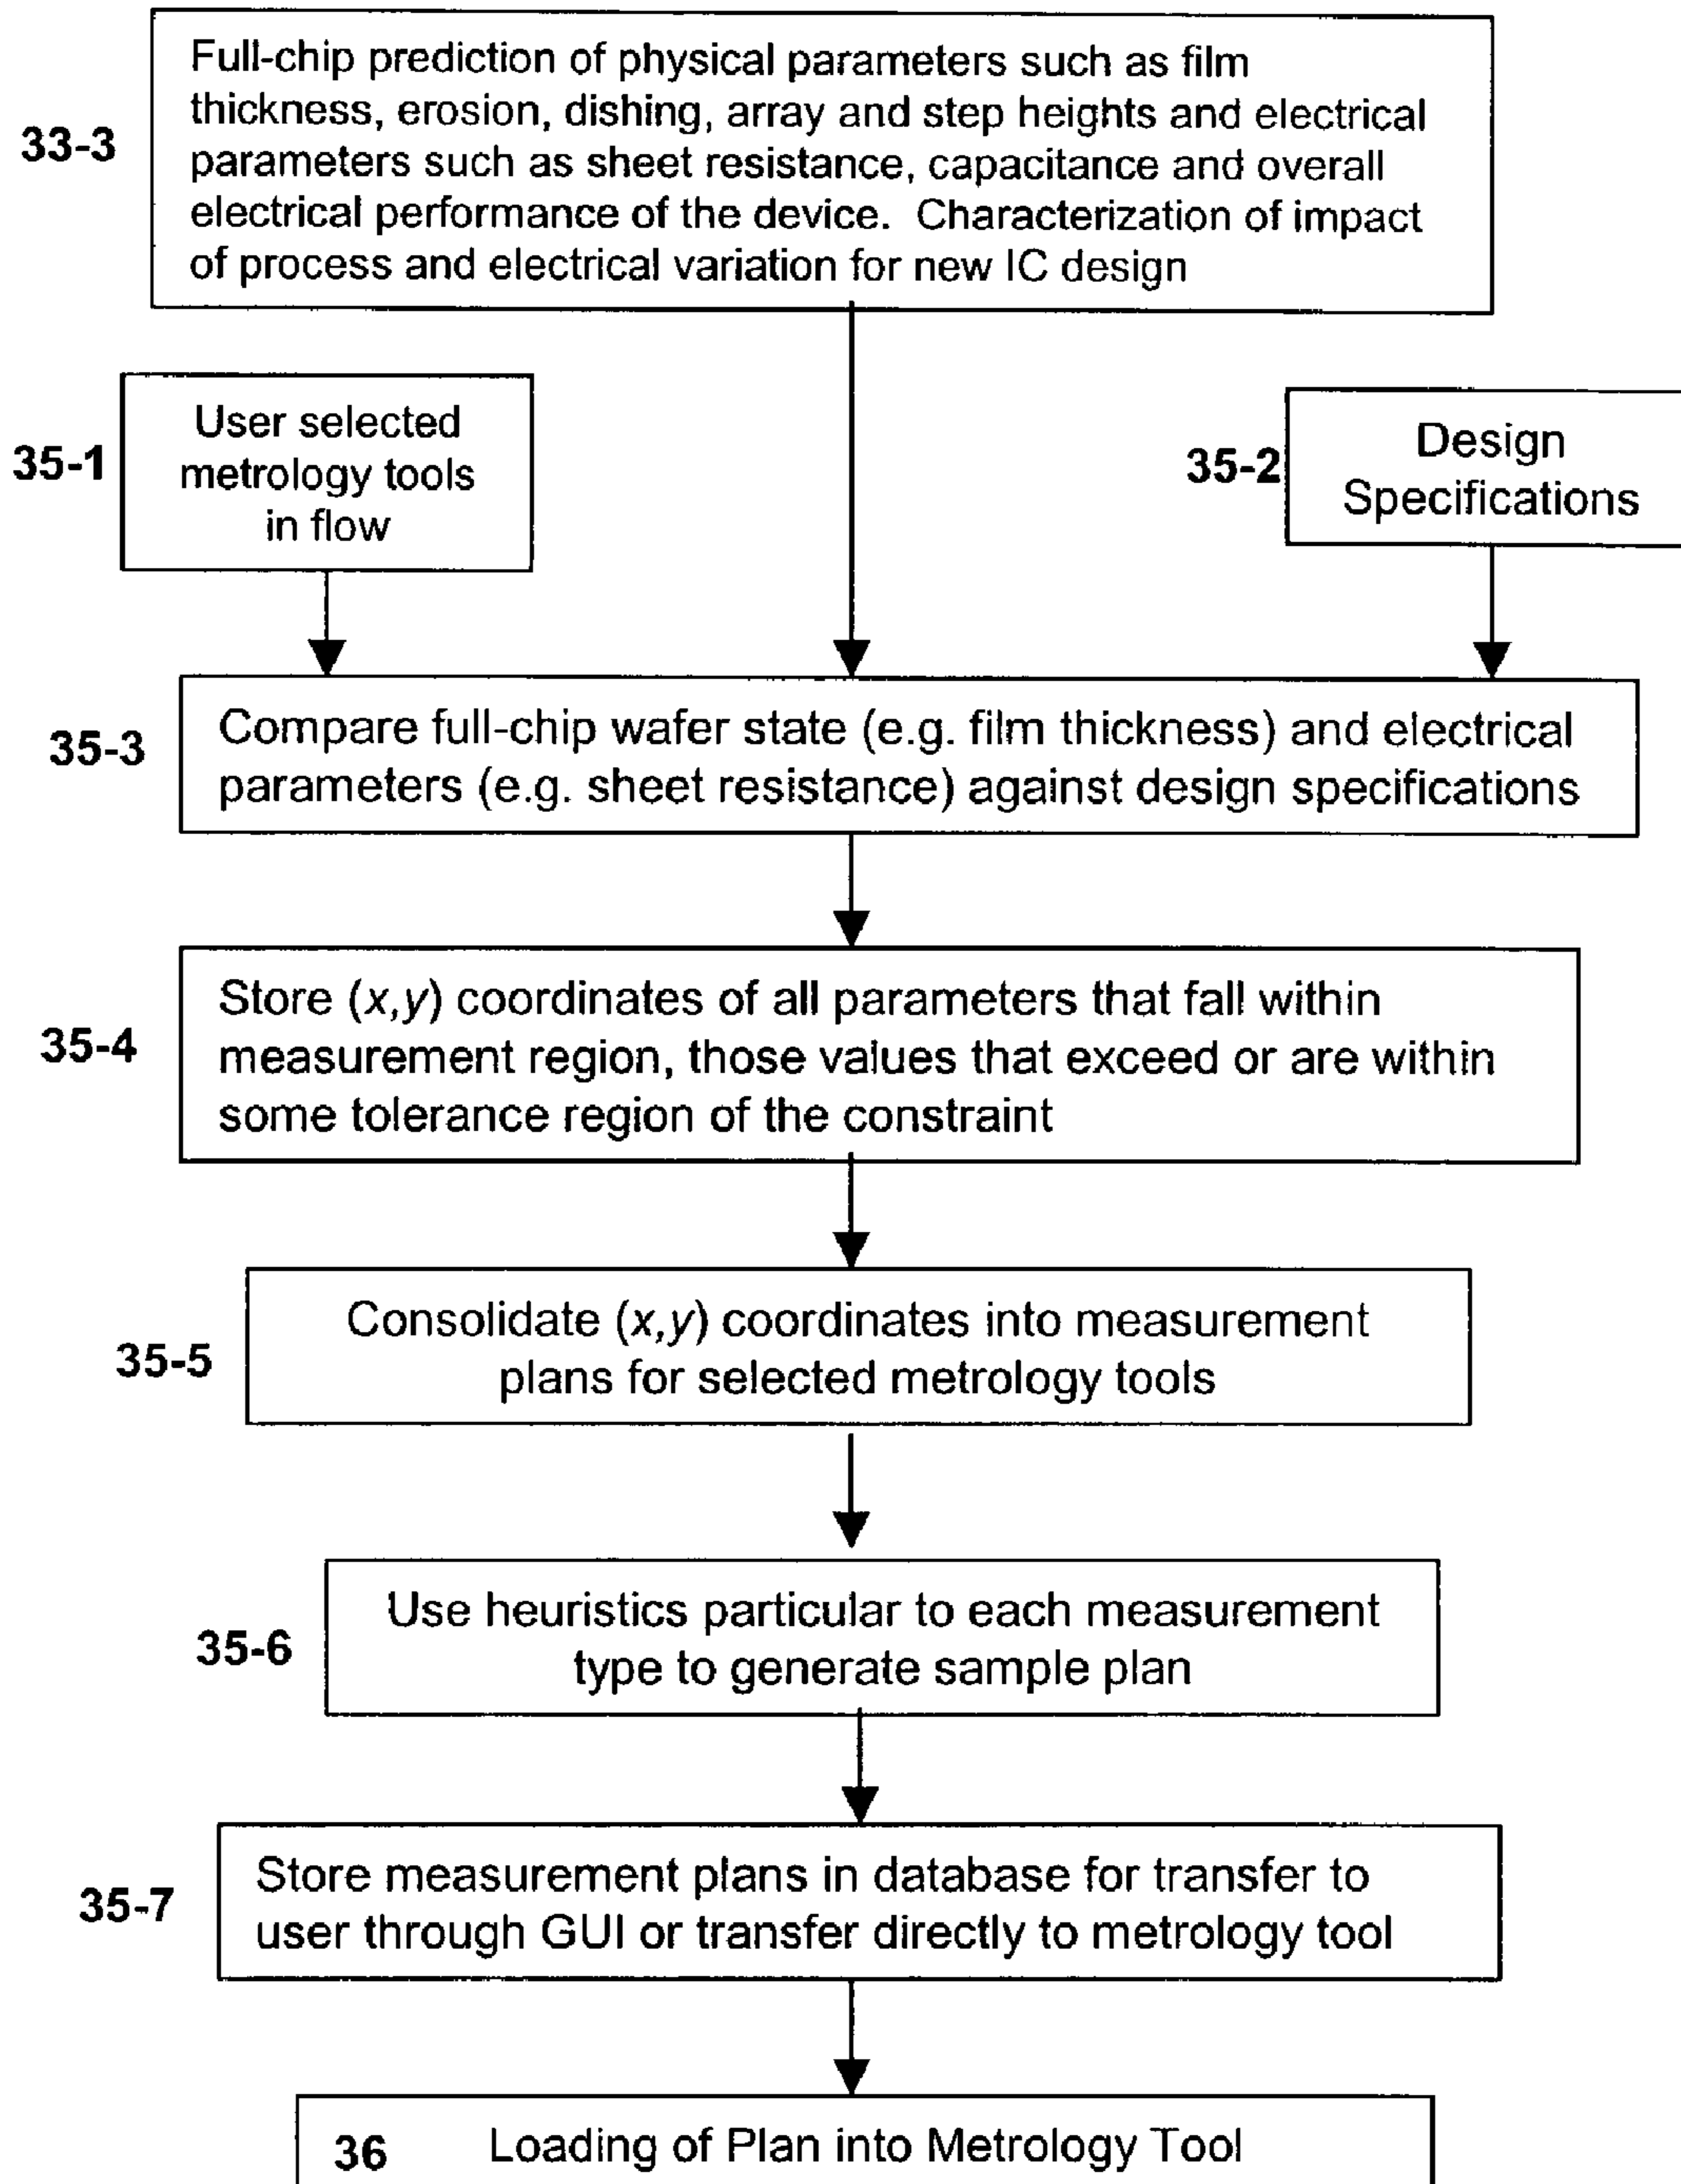 33-3
Full-chip prediction of physical parameters such as film
thickness, erosion, dishing, array and step heights and electrical
parameters such as sheet resistance, capacitance and overall
electrical performance of the device. Characterization of impact
of process and electrical variation for new IC design
35-1
User selected
metrology tools
in flow
35-2
Design
Specifications
35-3
Compare full-chip wafer state (e.g. film thickness) and electrical
parameters (e.g. sheet resistance) against design specifications
35-4
Store (x,y) coordinates of all parameters that fall within
measurement region, those values that exceed or are within
some tolerance region of the constraint
35-5
Consolidate (x,y) coordinates into measurement
plans for selected metrology tools
35-6
Use heuristics particular to each measurement
type to generate sample plan
35-7
Store measurement plans in database for transfer to
user through GUI or transfer directly to metrology tool
36 Loading of Plan into Metrology Tool